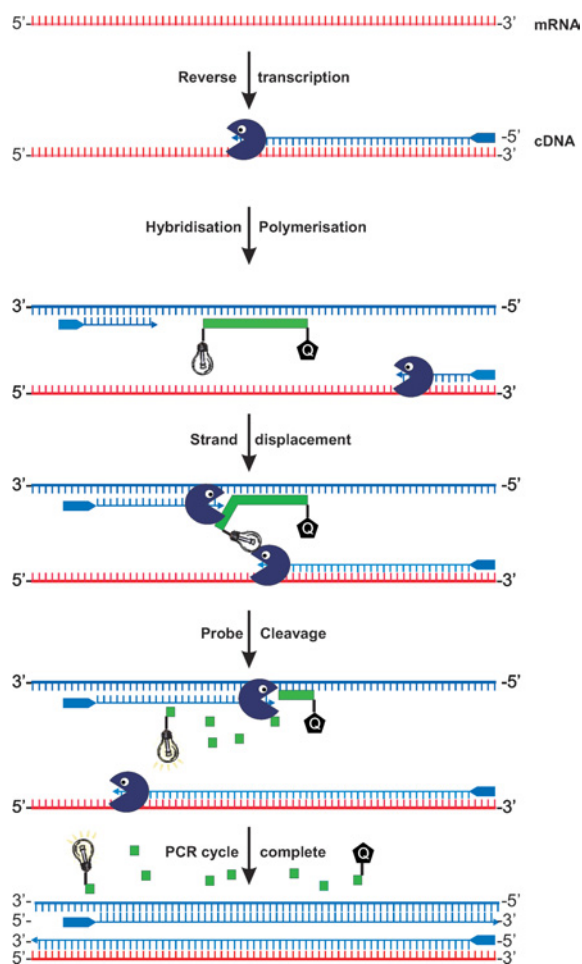 5’- -3’ mRNA
Reverse transcription
-5’
5’- -3’ cDNA
Hybridisation Polymerisation
3’- -5’
Q
5’- -3’
Strand displacement
3’- -5’
Q
5’- -3’
Probe Cleavage
3’- -5’
Q
5’- -3’
PCR cycle complete
Q
3’- -5’
5’- -3’
3’- -5’
5’- -3’